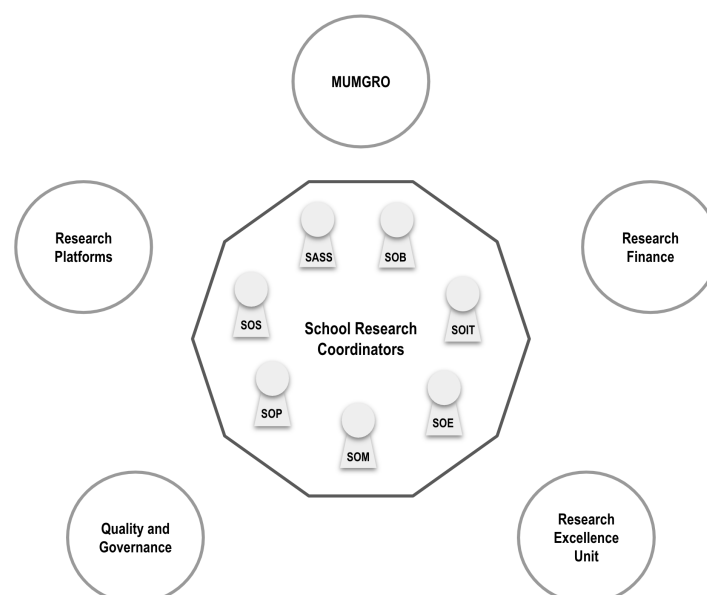 MUMGRO
Research
Platforms
Research
Finance
SASS
SOB
SOS
SOIT
School Research
Coordinators
SOP
SOE
SOM
Quality and
Governance
Research
Excellence
Unit